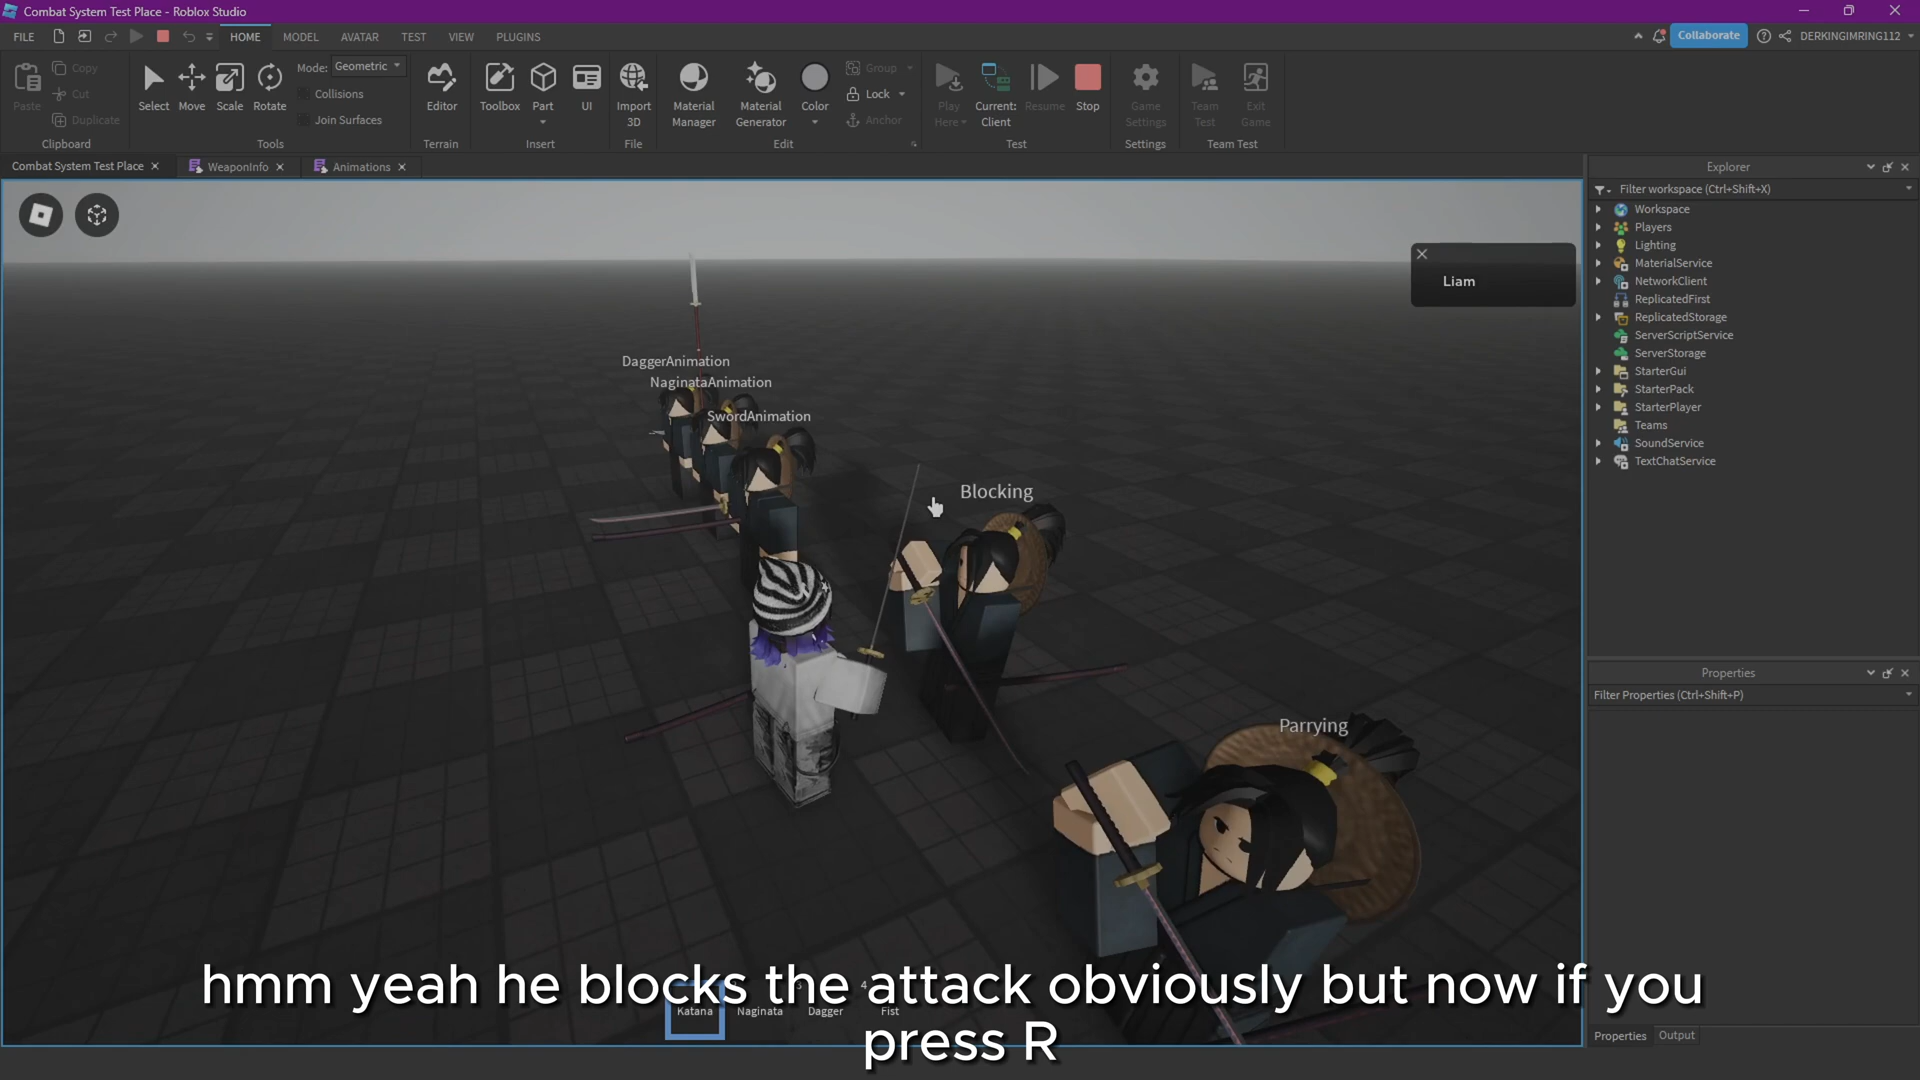 Combat System Test Place - Roblox Studio
FILE HOME MODEL AVATAR TEST VIEW PLUGINS Collaborate DERKINGIMRING112
Paste
Copy
Cut
Duplicate
Clipboard
Select
Move
Scale
Rotate
Mode: Geometric
Collisions
Join Surfaces
Tools
Editor
Terrain
Toolbox
Part
UI
Insert
Import
3D
File
Material
Manager
Material
Generator
Color
Group
Lock
Anchor
Edit
Play
Here
Current:
Client
Resume
Stop
Test
Game
Settings
Settings
Team
Test
Exit
Game
Team Test
Combat System Test Place
WeaponInfo
Animations
Liam
DaggerAnimation
NaginataAnimation
SwordAnimation
Blocking
Parrying
Katana
Naginata
Dagger
4
Fist
hmm yeah he blocks the attack obviously but now if you
press R
Explorer
Filter workspace (Ctrl+Shift+X)
Workspace
Players
Lighting
MaterialService
NetworkClient
ReplicatedFirst
ReplicatedStorage
ServerScriptService
ServerStorage
StarterGui
StarterPack
StarterPlayer
Teams
SoundService
TextChatService
Properties
Filter Properties (Ctrl+Shift+P)
Properties
Output